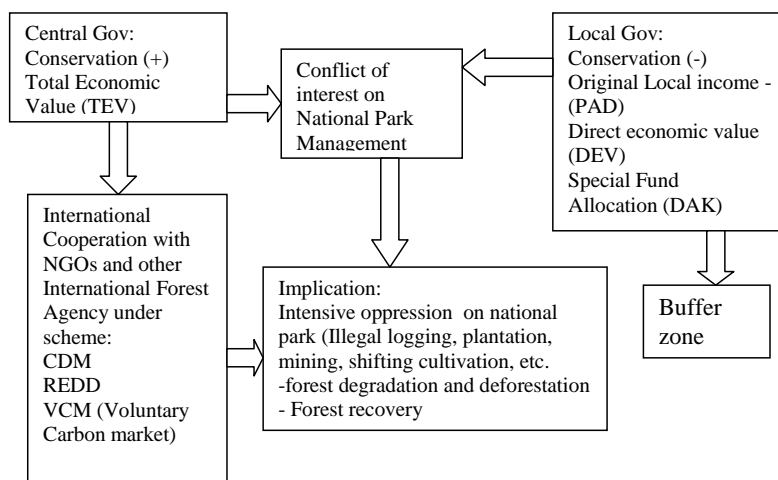 Central Gov:
Conservation (+)
Total Economic
Value (TEV)
Conflict of
interest on
National Park
Management
Local Gov:
Conservation (-)
Original Local income -
(PAD)
Direct economic value
(DEV)
Special Fund
Allocation (DAK)
International
Cooperation with
NGOs and other
International Forest
Agency under
scheme:
CDM
REDD
VCM (Voluntary
Carbon market)
Implication:
Intensive oppression on national
park (Illegal logging, plantation,
mining, shifting cultivation, etc.
-forest degradation and deforestation
- Forest recovery
Buffer
zone